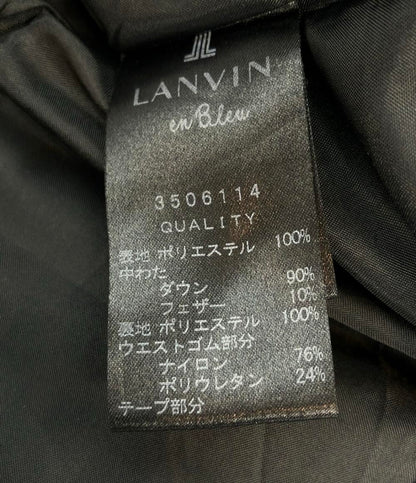 LANVIN
en Bleu
3506114
QUALITY
表地 ポリエステル 100%
中わた
ダウン 90%
フェザー 10%
裏地 ポリエステル 100%
ウエストゴム部分
ナイロン 76%
ポリウレタン 24%
テープ部分